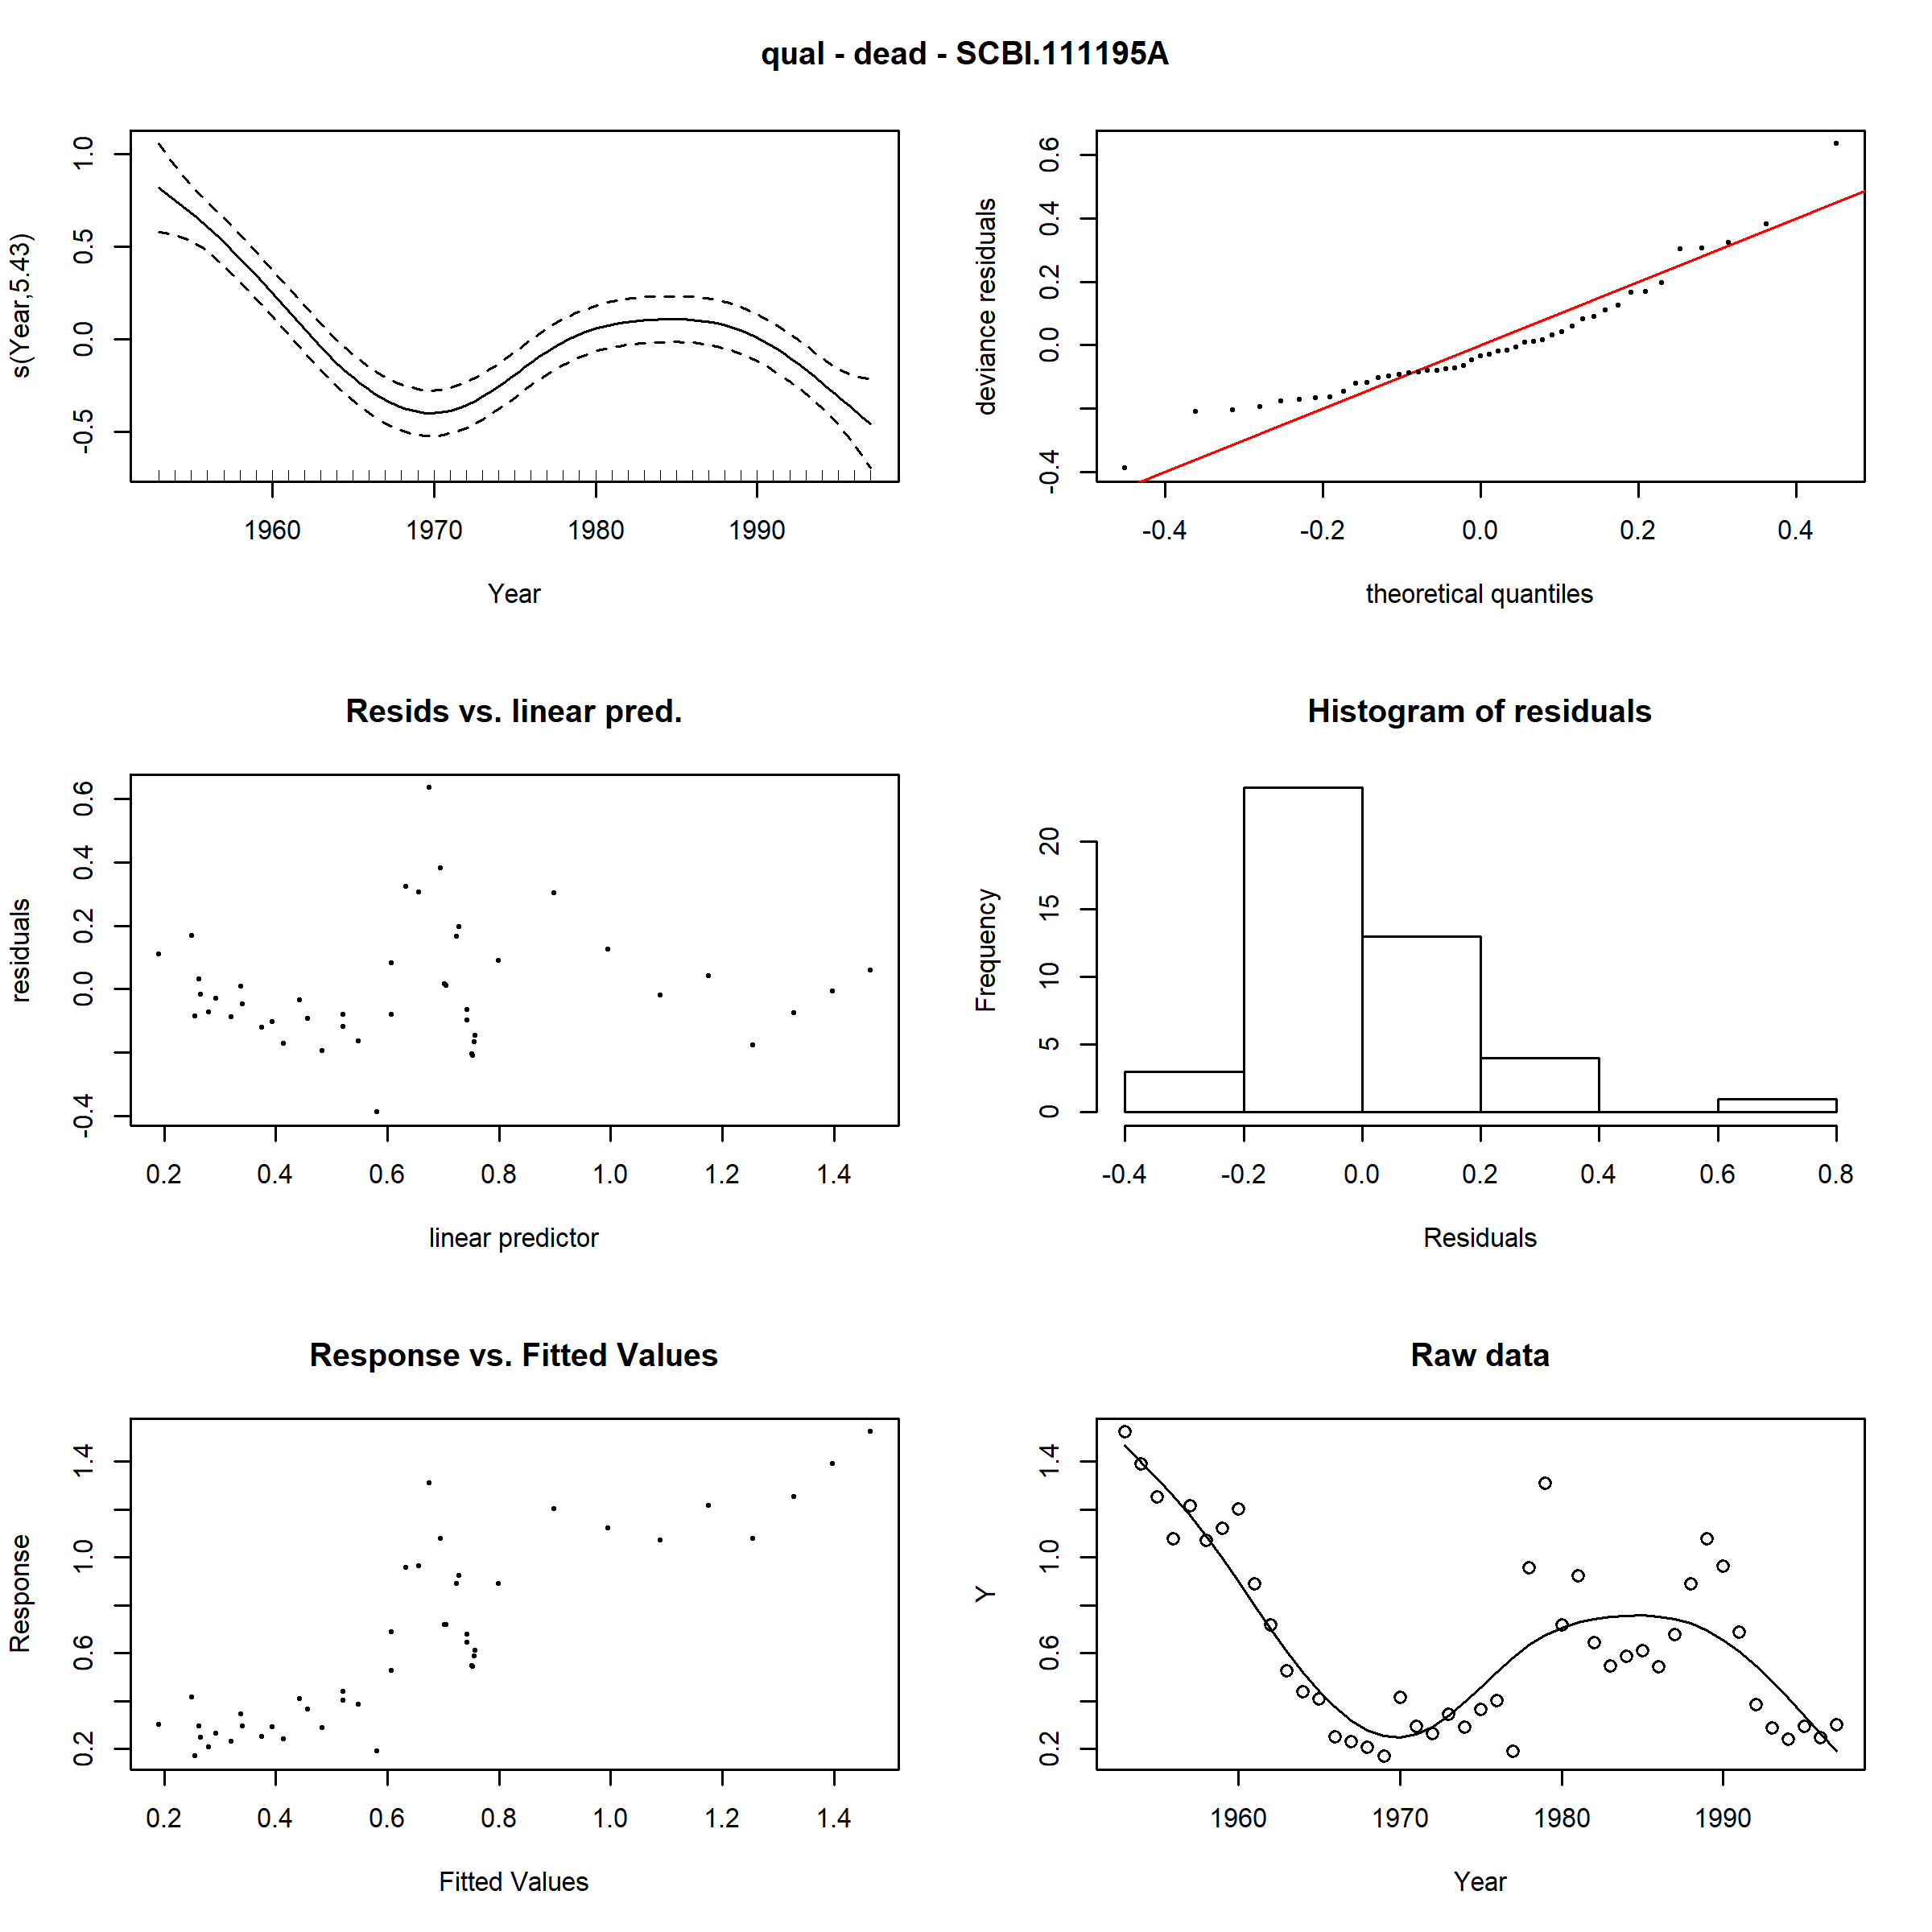 qual - dead - SCBI.111195A
s(Year,5.43)
1.0
0.5
0.0
-0.5
1960 1970 1980 1990
Year
deviance residuals
0.6
0.4
0.2
0.0
-0.4
-0.4 -0.2 0.0 0.2 0.4
theoretical quantiles
Resids vs. linear pred.
residuals
0.6
0.4
0.2
0.0
-0.4
0.2 0.4 0.6 0.8 1.0 1.2 1.4
linear predictor
Histogram of residuals
Frequency
20
15
10
5
0
-0.4 -0.2 0.0 0.2 0.4 0.6 0.8
Residuals
Response vs. Fitted Values
Response
1.4
1.0
0.6
0.2
0.2 0.4 0.6 0.8 1.0 1.2 1.4
Fitted Values
Raw data
Y
1.4
1.0
0.6
0.2
1960 1970 1980 1990
Year